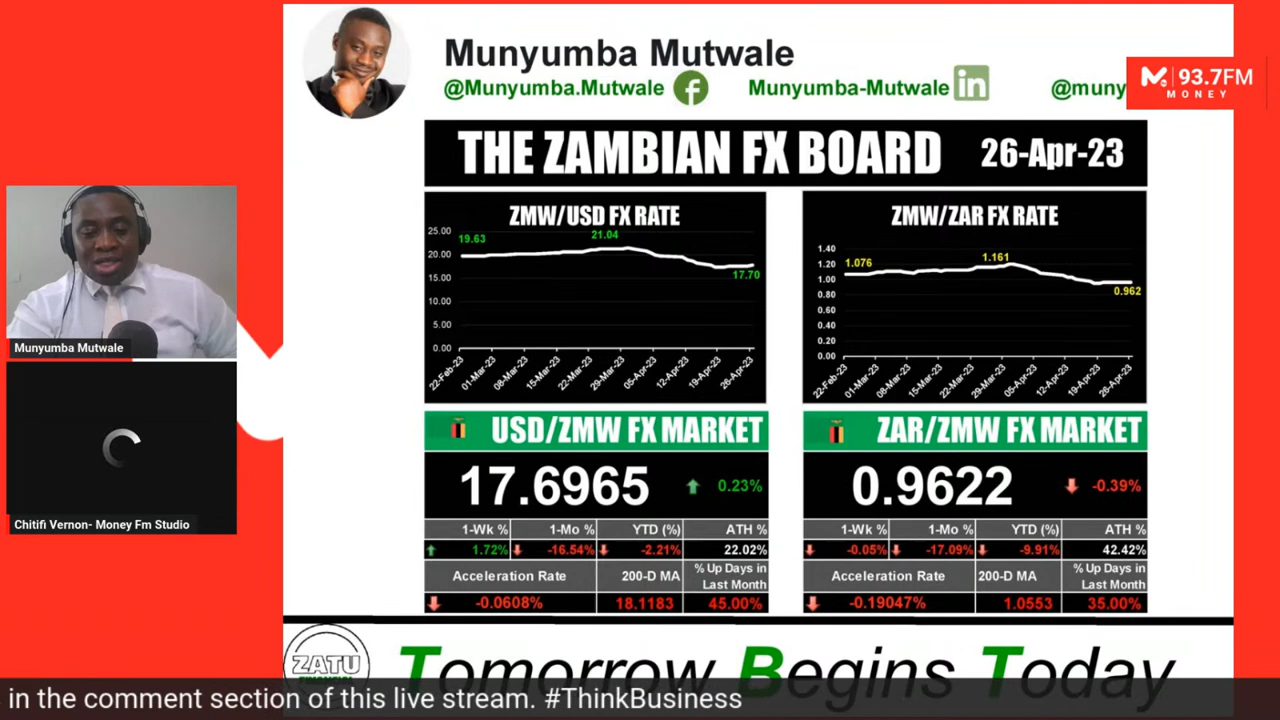 Munyumba Mutwale
@Munyumba.Mutwale
Munyumba-Mutwale in
@muny
93.7FM
MONEY
THE ZAMBIAN FX BOARD 26-Apr-23
ZMW/USD FX RATE
25.00
20.00
15.00
10.00
5.00
0.00
19.63
21.04
17.70
22-Feb-23
01-Mar-23
08-Mar-23
15-Mar-23
22-Mar-23
29-Mar-23
05-Apr-23
12-Apr-23
19-Apr-23
26-Apr-23
ZMW/ZAR FX RATE
1.40
1.20
1.00
0.80
0.60
0.40
0.20
0.00
1.076
1.161
0.962
22-Feb-23
01-Mar-23
08-Mar-23
15-Mar-23
22-Mar-23
29-Mar-23
05-Apr-23
12-Apr-23
19-Apr-23
26-Apr-23
USD/ZMW FX MARKET
17.6965 0.23%
1-Wk % 1-Mo % YTD (%) ATH %
1.72% -16.54% -2.21% 22.02%
Acceleration Rate 200-D MA % Up Days in Last Month
-0.0608% 18.1183 45.00%
ZAR/ZMW FX MARKET
0.9622 -0.39%
1-Wk % 1-Mo % YTD (%) ATH %
-0.05% -17.09% -9.91% 42.42%
Acceleration Rate 200-D MA % Up Days in Last Month
-0.19047% 1.0553 35.00%
Munyumba Mutwale
Chitifi Vernon- Money Fm Studio
ZATU
Tomorrow Begins Today
in the comment section of this live stream. #ThinkBusiness